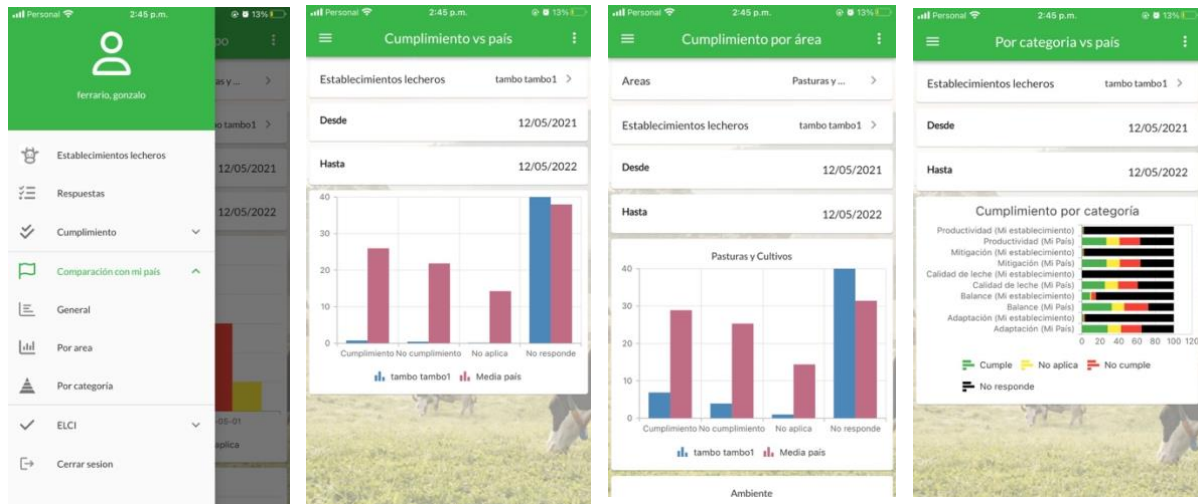 Personal 2:45 p.m. 13%
ferrario, gonzalo
Establecimientos lecheros
Respuestas
Cumplimiento
Comparación con mi país
General
Por area
Por categoría
ELCI
Cerrar sesion
po
as y ...
tambo1
12/05/2021
12/05/2022
-05-01
aplica
Personal 2:45 p.m. 13%
Cumplimiento vs país
Establecimientos lecheros tambo tambo1
Desde 12/05/2021
Hasta 12/05/2022
40
30
20
10
0
Cumplimiento No cumplimiento No aplica No responde
tambo tambo1 Media país
Personal 2:45 p.m. 13%
Cumplimiento por área
Areas Pasturas y ...
Establecimientos lecheros tambo tambo1
Desde 12/05/2021
Hasta 12/05/2022
Pasturas y Cultivos
40
30
20
10
0
Cumplimiento No cumplimiento No aplica No responde
tambo tambo1 Media país
Ambiente
Personal 2:45 p.m. 13%
Por categoria vs país
Establecimientos lecheros tambo tambo1
Desde 12/05/2021
Hasta 12/05/2022
Cumplimiento por categoría
Productividad (Mi establecimiento)
Productividad (Mi País)
Mitigación (Mi establecimiento)
Mitigación (Mi País)
Calidad de leche (Mi establecimiento)
Calidad de leche (Mi País)
Balance (Mi establecimiento)
Balance (Mi País)
Adaptación (Mi establecimiento)
Adaptación (Mi País)
0 20 40 60 80 100 120
Cumple No aplica No cumple
No responde